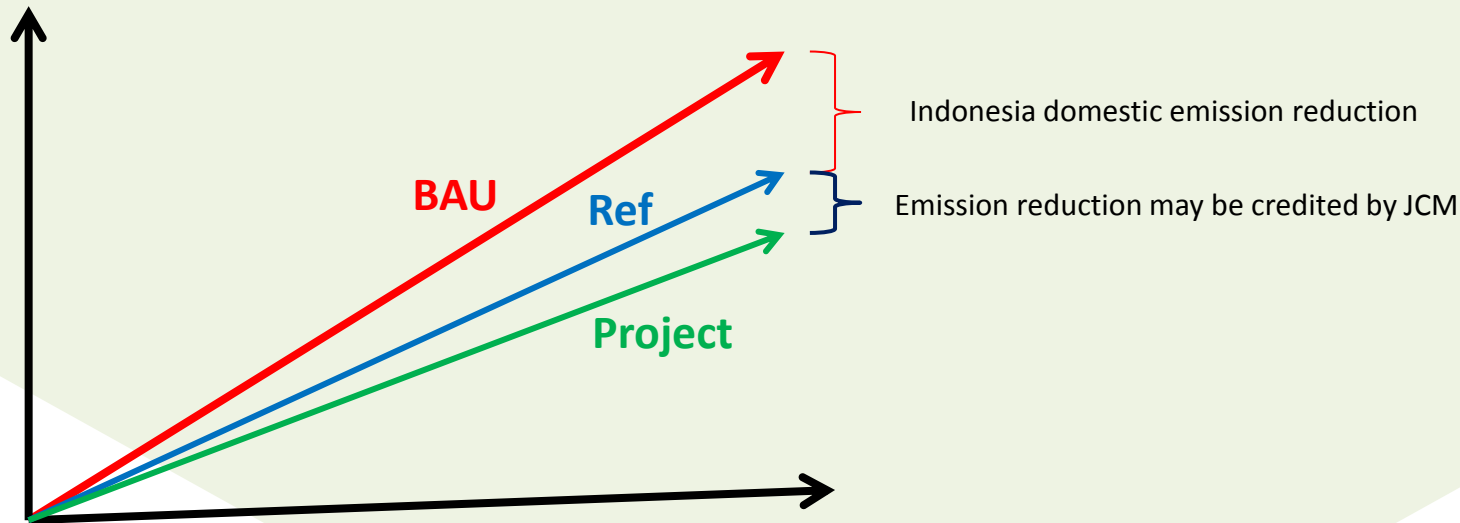 Indonesia domestic emission reduction
BAU
Ref
Emission reduction may be credited by JCM
Project